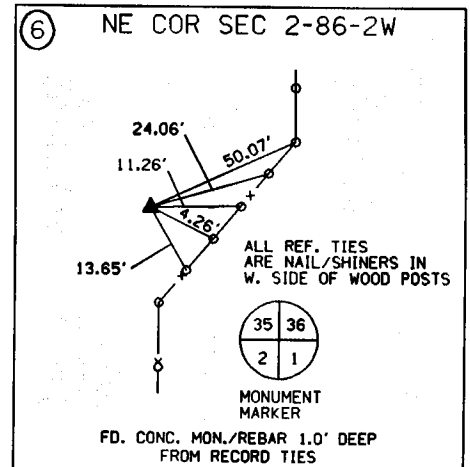 6 NE COR SEC 2-86-2W
24.06'
50.07'
11.26'
4.26'
13.65'
ALL REF. TIES
ARE NAIL/SHINERS IN
W. SIDE OF WOOD POSTS
35 36
2 1
MONUMENT
MARKER
FD. CONC. MON./REBAR 1.0' DEEP
FROM RECORD TIES